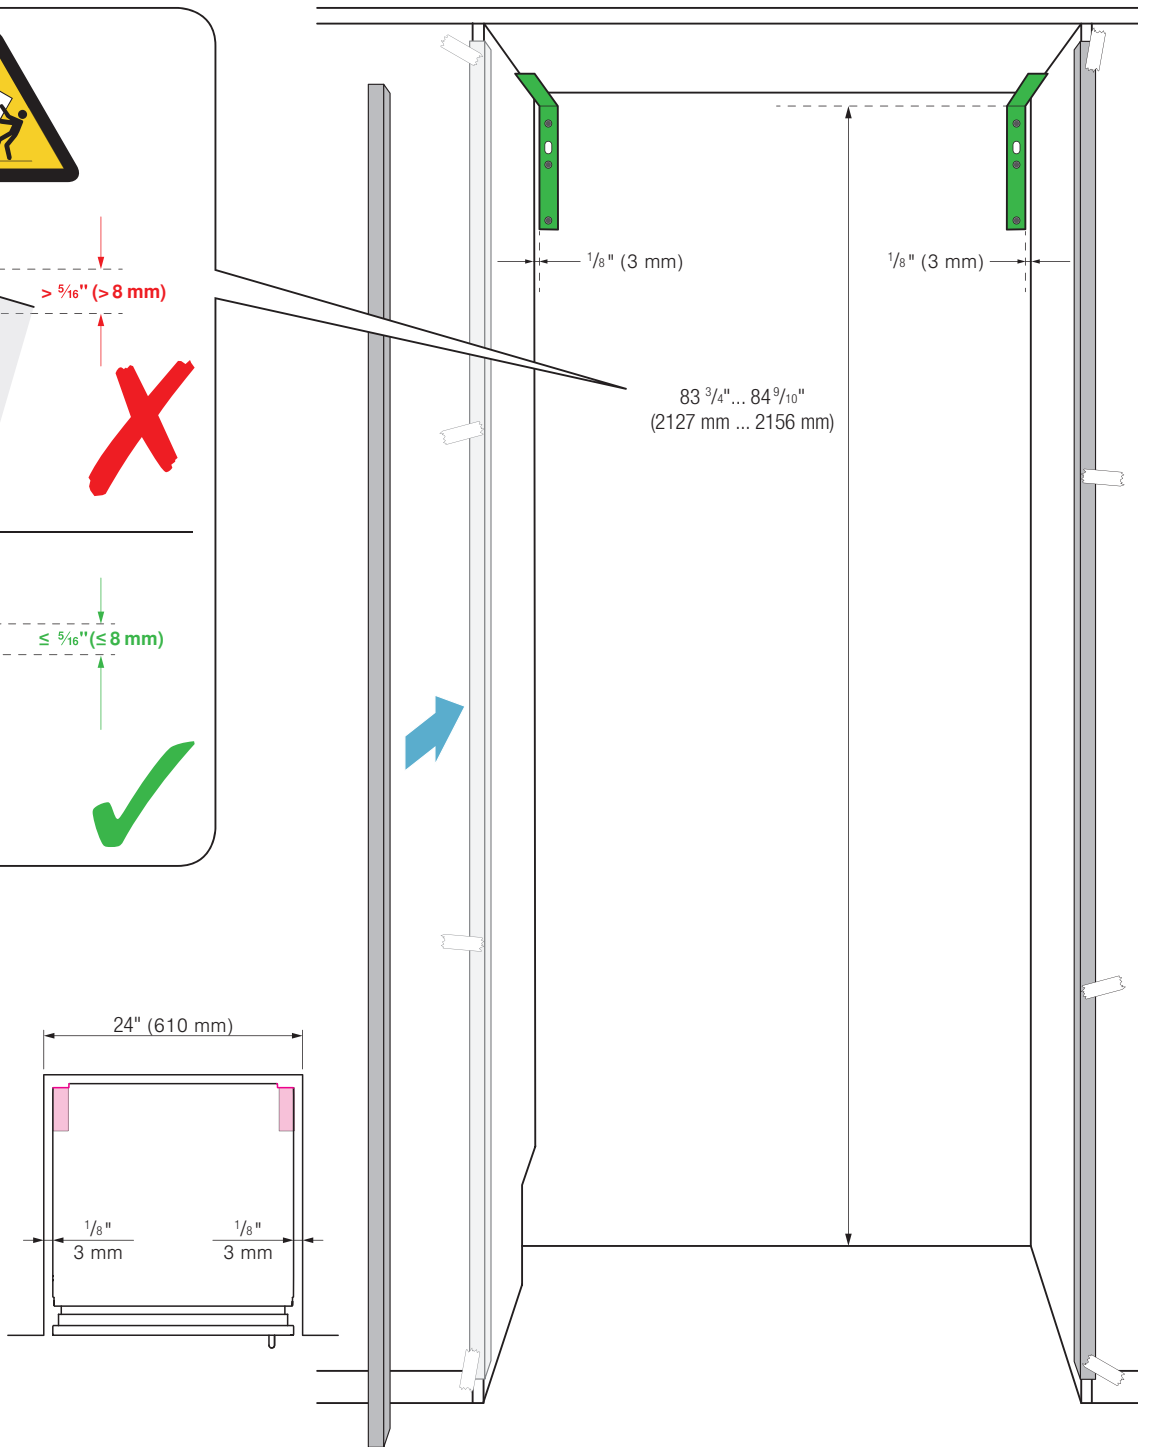 > 5/16" (> 8 mm)
1/8" (3 mm)
1/8" (3 mm)
83 3/4"... 84 9/10"
(2127 mm ... 2156 mm)
≤ 5/16" (≤ 8 mm)
24" (610 mm)
1/8"
3 mm
1/8"
3 mm